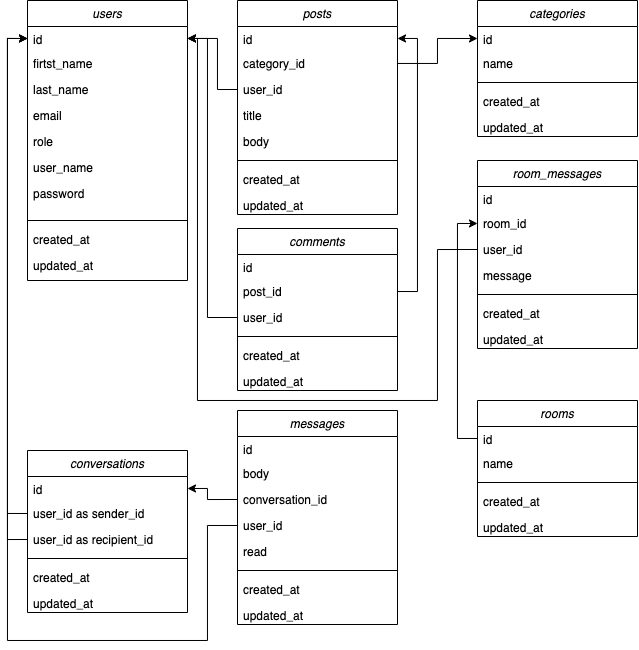 users
id
firtst_name
last_name
email
role
user_name
password
created_at
updated_at
posts
id
category_id
user_id
title
body
created_at
updated_at
categories
id
name
created_at
updated_at
comments
id
post_id
user_id
created_at
updated_at
room_messages
id
room_id
user_id
message
created_at
updated_at
conversations
id
user_id as sender_id
user_id as recipient_id
created_at
updated_at
messages
id
body
conversation_id
user_id
read
created_at
updated_at
rooms
id
name
created_at
updated_at